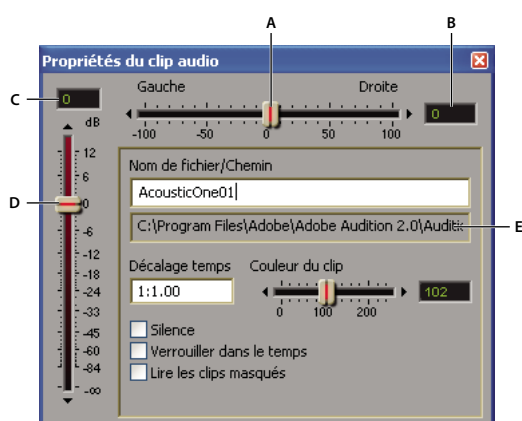 A
B
Propriétés du clip audio
C
0
dB
Gauche
Droite
0
-100 -50 0 50 100
12
6
D
0
-6
-12
-18
-24
-33
-45
-60
-84
-∞
Nom de fichier/Chemin
AcousticOne01
C:\Program Files\Adobe\Adobe Audition 2.0\Auditi
E
Décalage temps
Couleur du clip
1:1.00
102
0 100 200
Silence
Verrouiller dans le temps
Lire les clips masqués